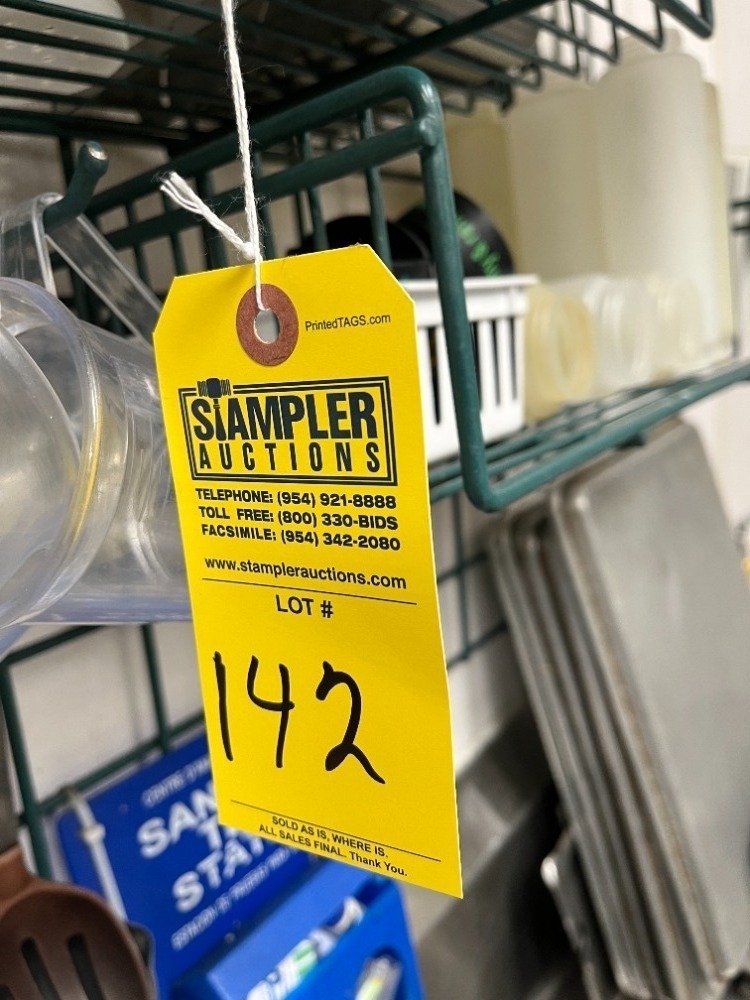 PrintedTAGS.com
STAMPLER
AUCTIONS
TELEPHONE: (954) 921-8888
TOLL FREE: (800) 330-BIDS
FACSIMILE: (954) 342-2080
www.stamplerauctions.com
LOT #
142
SOLD AS IS, WHERE IS.
ALL SALES FINAL. Thank You.